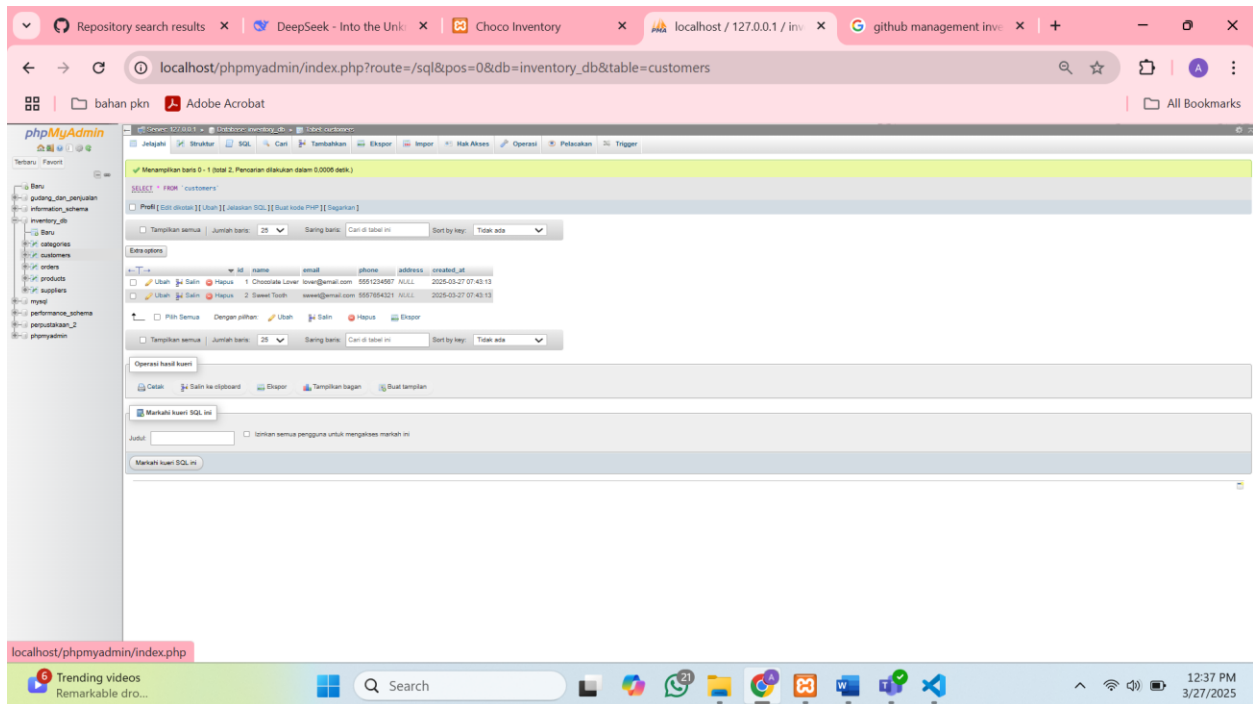 Repository search results
DeepSeek - Into the Unk
Choco Inventory
localhost / 127.0.0.1 / inv
github management inve
localhost/phpmyadmin/index.php?route=/sql&pos=0&db=inventory_db&table=customers
A
bahan pkn
Adobe Acrobat
All Bookmarks
phpMyAdmin
Terbaru Favorit
Baru
gudang_dan_penjualan
information_schema
inventory_db
Baru
categories
customers
orders
products
suppliers
mysql
performance_schema
perpustakaan_2
phpmyadmin
Server: 127.0.0.1 » Database: inventory_db » Tabel: customers
Jelajahi Struktur SQL Cari Tambahkan Ekspor Impor Hak Akses Operasi Pelacakan Trigger
Menampilkan baris 0 - 1 (total 2, Pencarian dilakukan dalam 0,0006 detik.)
SELECT * FROM `customers`
Profil [ Edit dikotak ] [ Ubah ] [ Jelaskan SQL ] [ Buat kode PHP ] [ Segarkan ]
Tampilkan semua | Jumlah baris: 25 Saring baris: Cari di tabel ini Sort by key: Tidak ada
Extra options
←T→ id name email phone address created_at
Ubah Salin Hapus 1 Chocolate Lover lover@email.com 5551234567 NULL 2025-03-27 07:43:13
Ubah Salin Hapus 2 Sweet Tooth sweet@email.com 5557654321 NULL 2025-03-27 07:43:13
Pilih Semua Dengan pilihan: Ubah Salin Hapus Ekspor
Tampilkan semua | Jumlah baris: 25 Saring baris: Cari di tabel ini Sort by key: Tidak ada
Operasi hasil kueri
Cetak Salin ke clipboard Ekspor Tampilkan bagan Buat tampilan
Markahi kueri SQL ini
Judul: Izinkan semua pengguna untuk mengakses markah ini
Markahi kueri SQL ini
localhost/phpmyadmin/index.php
6
Trending videos
Remarkable dro...
Search
21
12:37 PM
3/27/2025